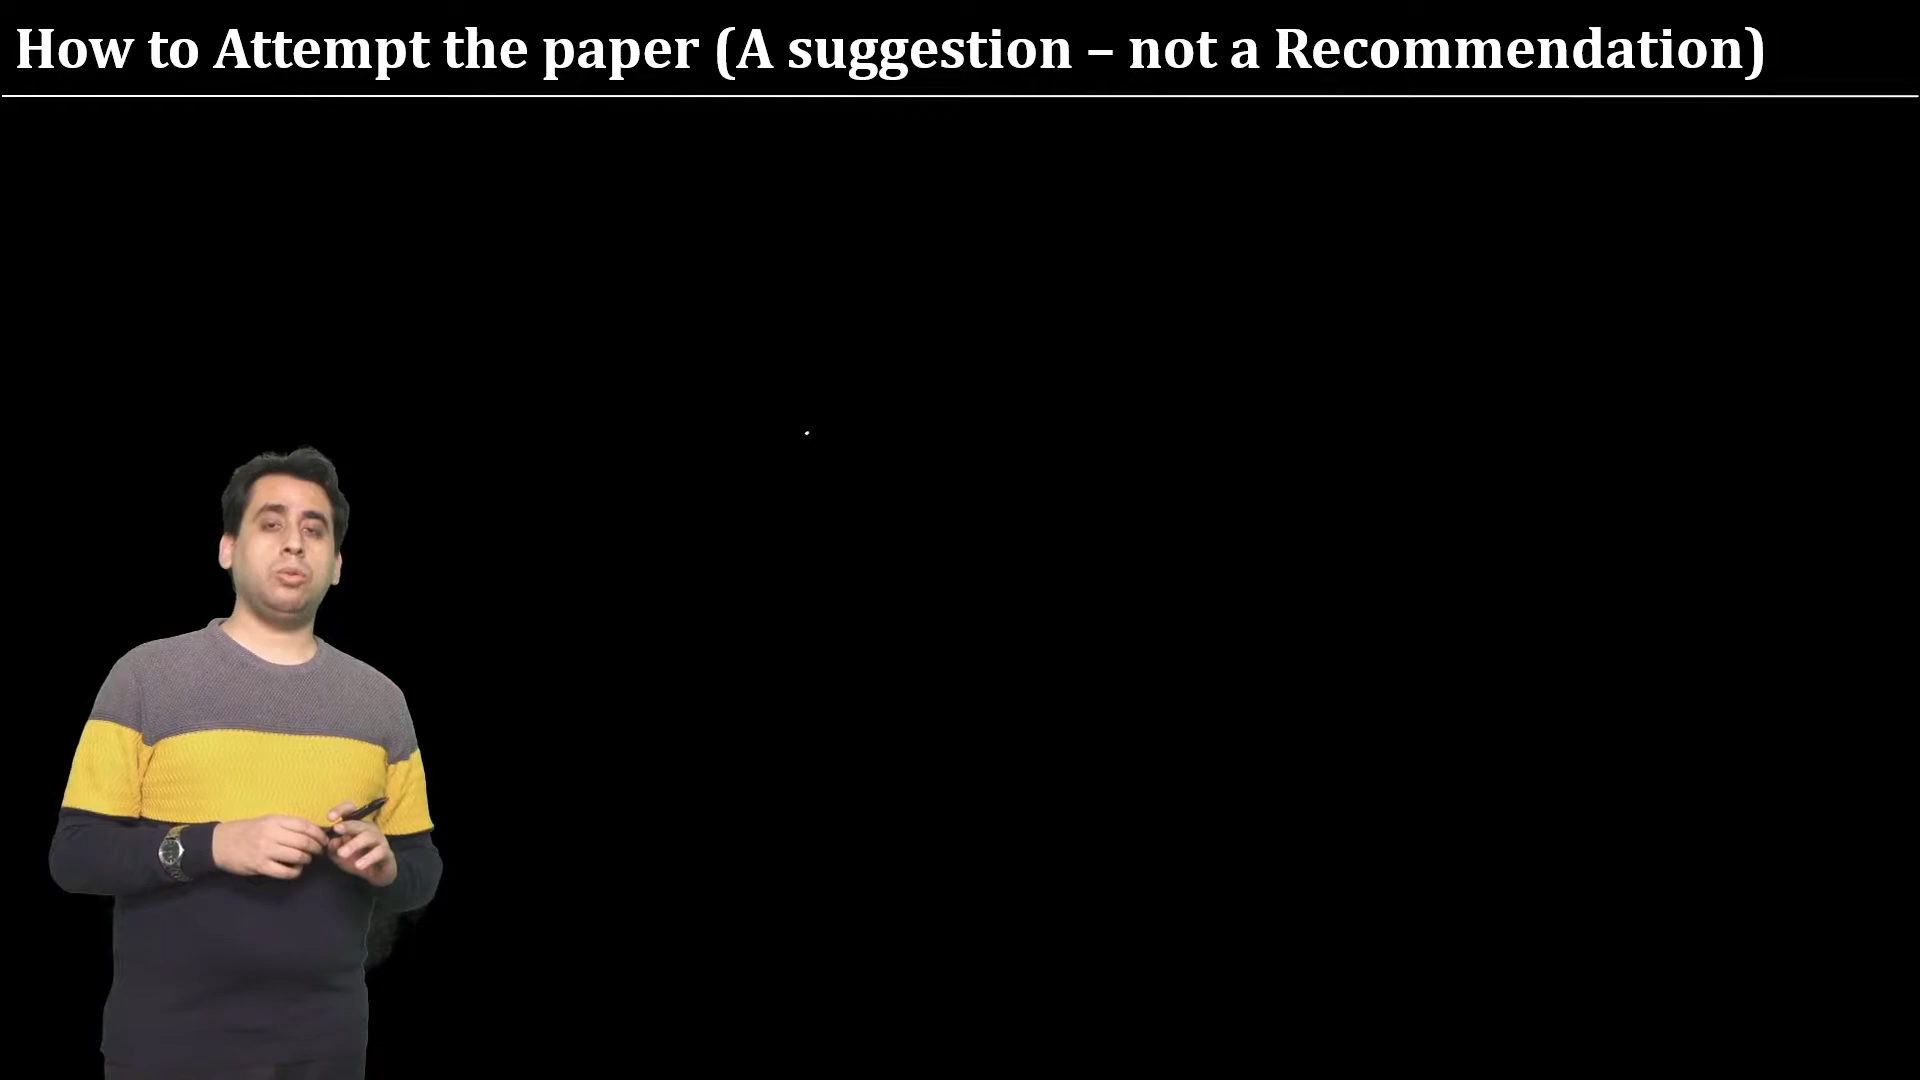 How to Attempt the paper (A suggestion – not a Recommendation)